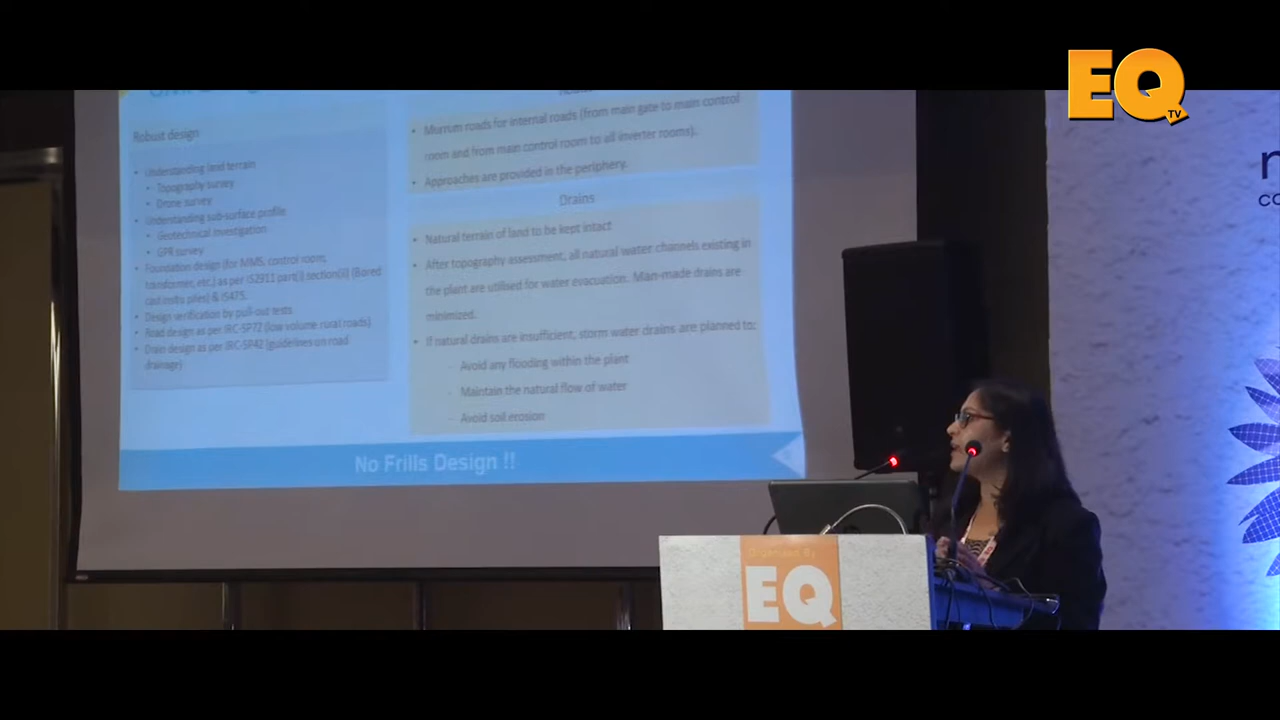 EQ
TV
Robust design
• Understanding land terrain
• Topography survey
• Drone survey
• Understanding sub-surface profile
• Geotechnical investigation
• GPR survey
• Foundation design (for MMS, control room,
transformer, etc.) as per IS2911 part(i) section(ii) (Bored
cast insitu piles) & IS475.
• Design verification by pull-out tests
• Road design as per IRC-SP72 (low volume rural roads)
• Drain design as per IRC-SP42 (guidelines on road
drainage)
• Murrum roads for internal roads (from main gate to main control
room and from main control room to all inverter rooms).
• Approaches are provided in the periphery.
Drains
• Natural terrain of land to be kept intact
• After topography assessment, all natural water channels existing in
the plant are utilised for water evacuation. Man-made drains are
minimized.
• If natural drains are insufficient, storm water drains are planned to:
- Avoid any flooding within the plant
- Maintain the natural flow of water
- Avoid soil erosion
No Frills Design !!
Organised By
EQ